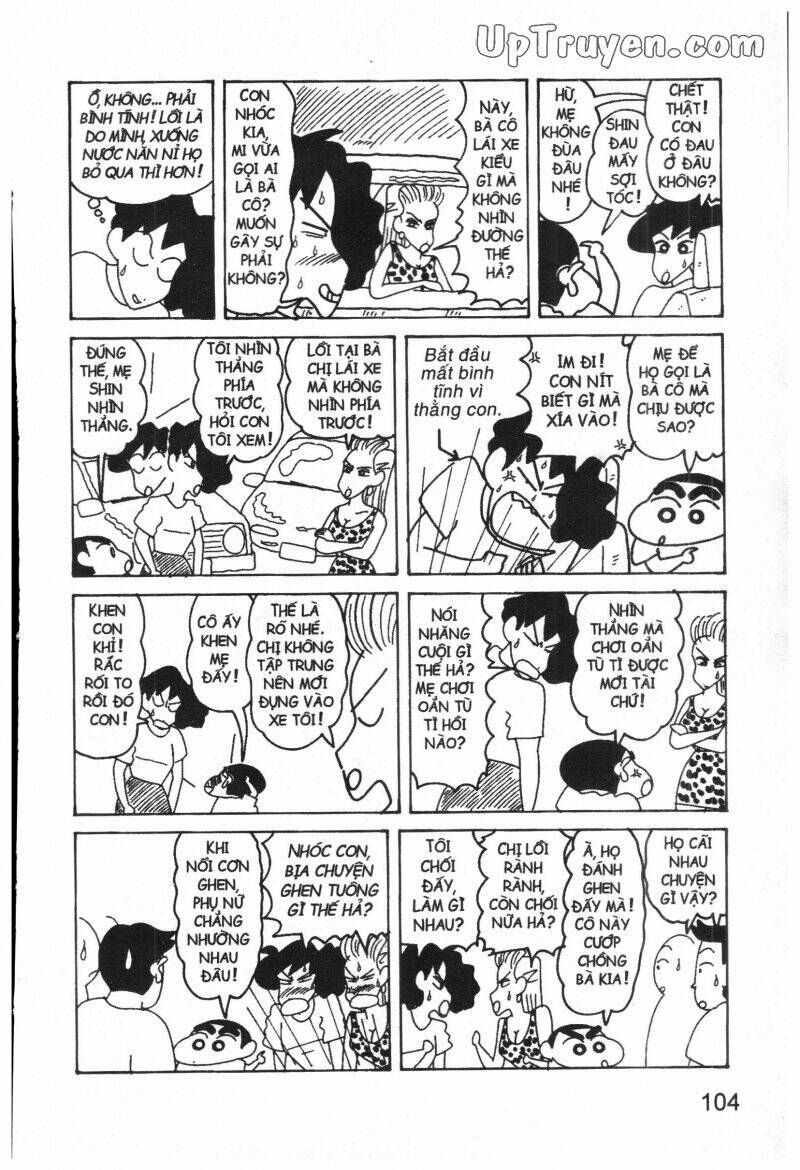 UpTruyen.com
CHẾT
THẬT!
CON
CÓ ĐAU
Ở ĐÂU
KHÔNG?
SHIN
ĐAU
MẤY
SỢI
TÓC!
HỪ,
MẸ
KHÔNG
ĐÙA
ĐÂU
NHÉ
!
NÀY,
BÀ CÔ
LÁI XE
KIỂU
GÌ MÀ
KHÔNG
NHÌN
ĐƯỜNG
THẾ
HẢ?
CON
NHÓC
KIA,
MI VỪA
GỌI AI
LÀ BÀ
CÔ?
MUỐN
GÂY SỰ
PHẢI
KHÔNG?
Ồ, KHÔNG... PHẢI
BÌNH TĨNH! LỖI LÀ
DO MÌNH, XUỐNG
NƯỚC NĂN NỈ HỌ
BỎ QUA THÌ HƠN!
MẸ ĐỂ
HỌ GỌI LÀ
BÀ CÔ MÀ
CHỊU ĐƯỢC
SAO?
IM ĐI!
CON NÍT
BIẾT GÌ MÀ
XÍA VÀO!
Bắt đầu
mất bình
tĩnh vì
thằng con.
LỖI TẠI BÀ
CHỊ LÁI XE
MÀ KHÔNG
NHÌN PHÍA
TRƯỚC!
TÔI NHÌN
THẲNG
PHÍA
TRƯỚC,
HỎI CON
TÔI XEM!
ĐÚNG
THẾ, MẸ
SHIN
NHÌN
THẲNG.
NHÌN
THẲNG MÀ
CHƠI OẲN
TÙ TÌ ĐƯỢC
MỚI TÀI
CHỨ!
NÓI
NHĂNG
CUỘI GÌ
THẾ HẢ?
MẸ CHƠI
OẲN TÙ
TÌ HỒI
NÀO?
THẾ LÀ
RÕ NHÉ.
CHỊ KHÔNG
TẬP TRUNG
NÊN MỚI
ĐỤNG VÀO
XE TÔI!
CÔ ẤY
KHEN
MẸ
ĐẤY!
KHEN
CON
KHỈ!
RẮC
RỐI TO
RỒI ĐÓ
CON!
HỌ CÃI
NHAU
CHUYỆN
GÌ VẬY?
À, HỌ
ĐÁNH
GHEN
ĐẤY MÀ!
CÔ NÀY
CƯỚP
CHỒNG
BÀ KIA!
CHỊ LỖI
RÀNH
RÀNH,
CÒN CHỐI
NỮA HẢ?
TÔI
CHỐI
ĐẤY,
LÀM GÌ
NHAU?
NHÓC CON,
BỊA CHUYỆN
GHEN TUÔNG
GÌ THẾ HẢ?
KHI
NỔI CƠN
GHEN,
PHỤ NỮ
CHẲNG
NHƯỜNG
NHAU
ĐÂU!
104